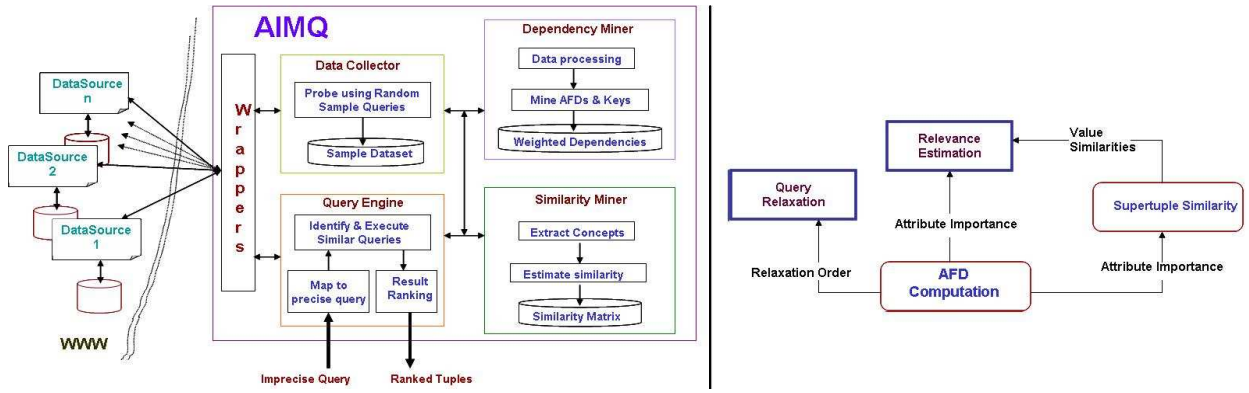 AIMQ
DataSource
n
DataSource
2
DataSource
1
WWW
Wrappers
Data Collector
Probe using Random
Sample Queries
Sample Dataset
Query Engine
Identify & Execute
Similar Queries
Map to
precise query
Result
Ranking
Imprecise Query
Ranked Tuples
Dependency Miner
Data processing
Mine AFDs & Keys
Weighted Dependencies
Similarity Miner
Extract Concepts
Estimate similarity
Similarity Matrix
Query
Relaxation
Relevance
Estimation
Value
Similarities
Supertuple Similarity
Attribute Importance
Relaxation Order
AFD
Computation
Attribute Importance